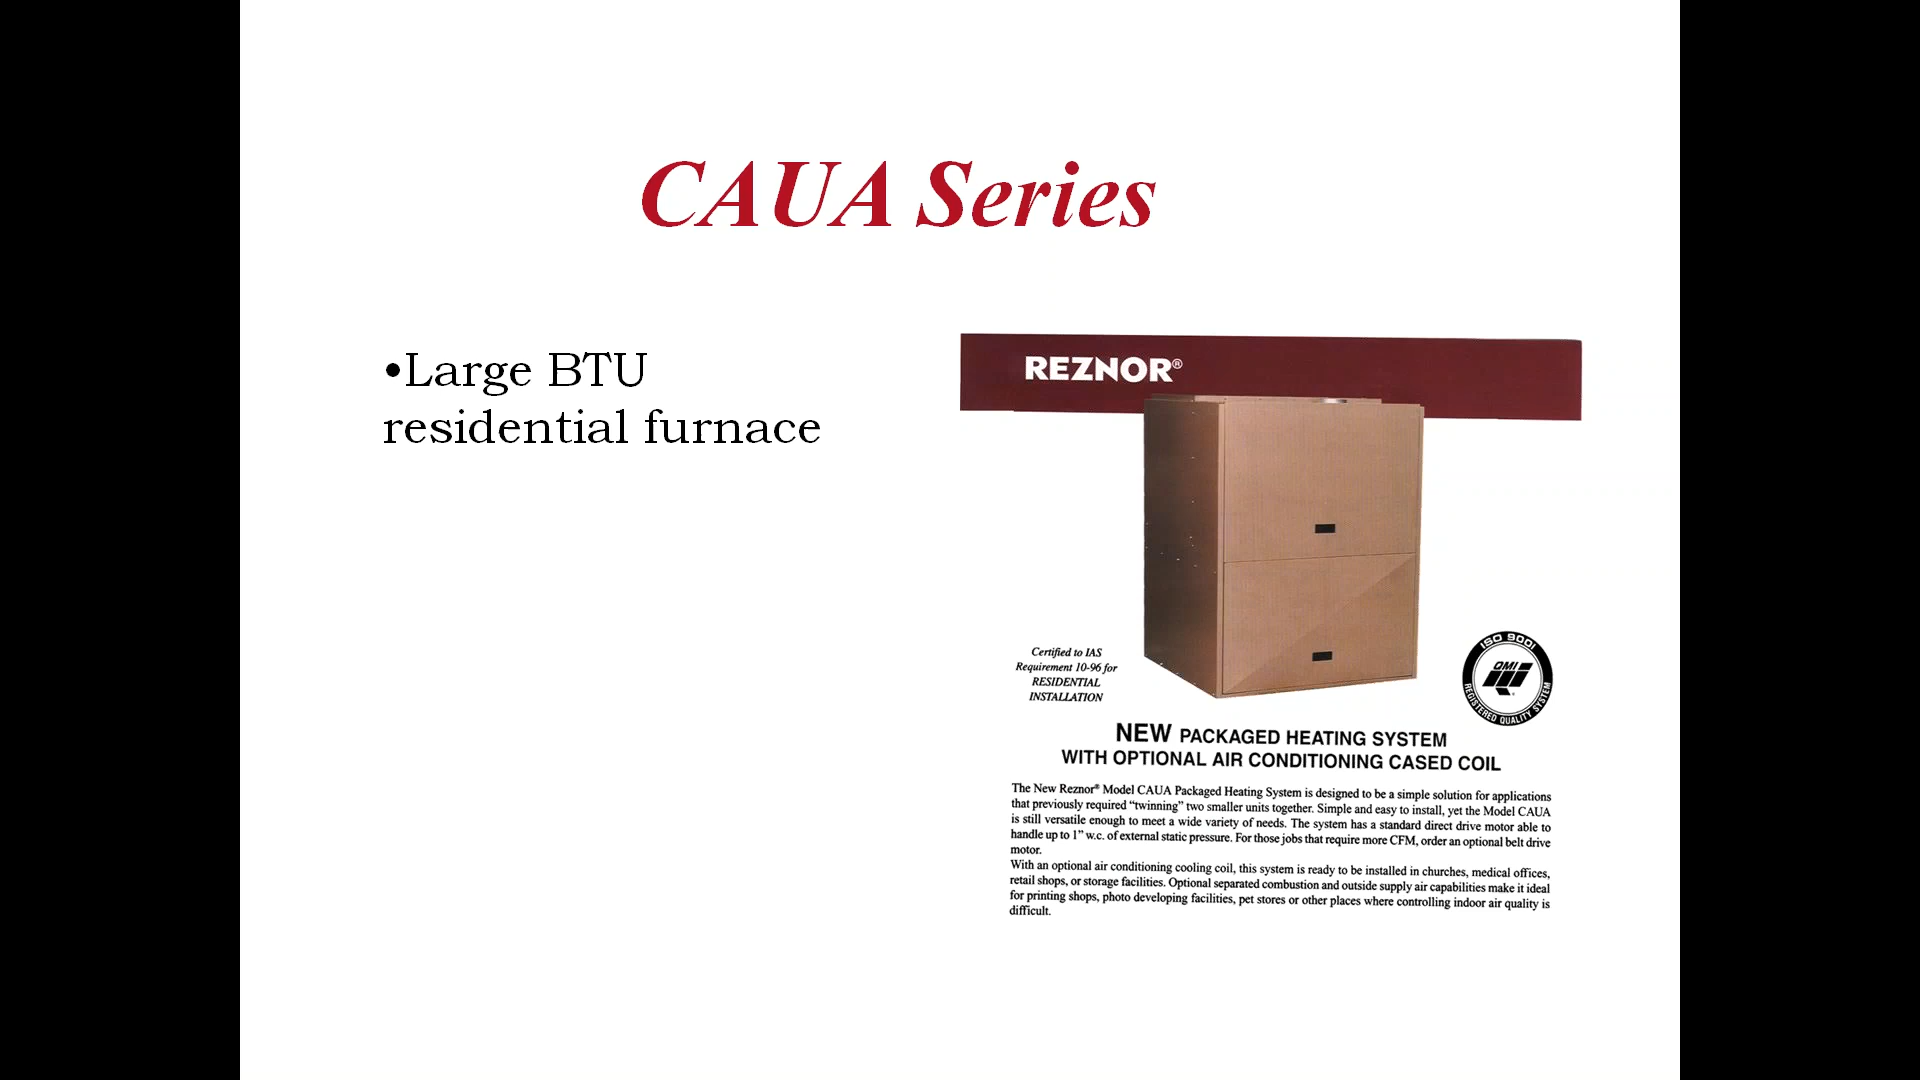 CAUA Series
•Large BTU
residential furnace
REZNOR®
Certified to IAS
Requirement 10-96 for
RESIDENTIAL
INSTALLATION
ISO 9001
QMI
REGISTERED QUALITY SYSTEM
NEW PACKAGED HEATING SYSTEM
WITH OPTIONAL AIR CONDITIONING CASED COIL
The New Reznor® Model CAUA Packaged Heating System is designed to be a simple solution for applications
that previously required “twinning” two smaller units together. Simple and easy to install, yet the Model CAUA
is still versatile enough to meet a wide variety of needs. The system has a standard direct drive motor able to
handle up to 1” w.c. of external static pressure. For those jobs that require more CFM, order an optional belt drive
motor.
With an optional air conditioning cooling coil, this system is ready to be installed in churches, medical offices,
retail shops, or storage facilities. Optional separated combustion and outside supply air capabilities make it ideal
for printing shops, photo developing facilities, pet stores or other places where controlling indoor air quality is
difficult.